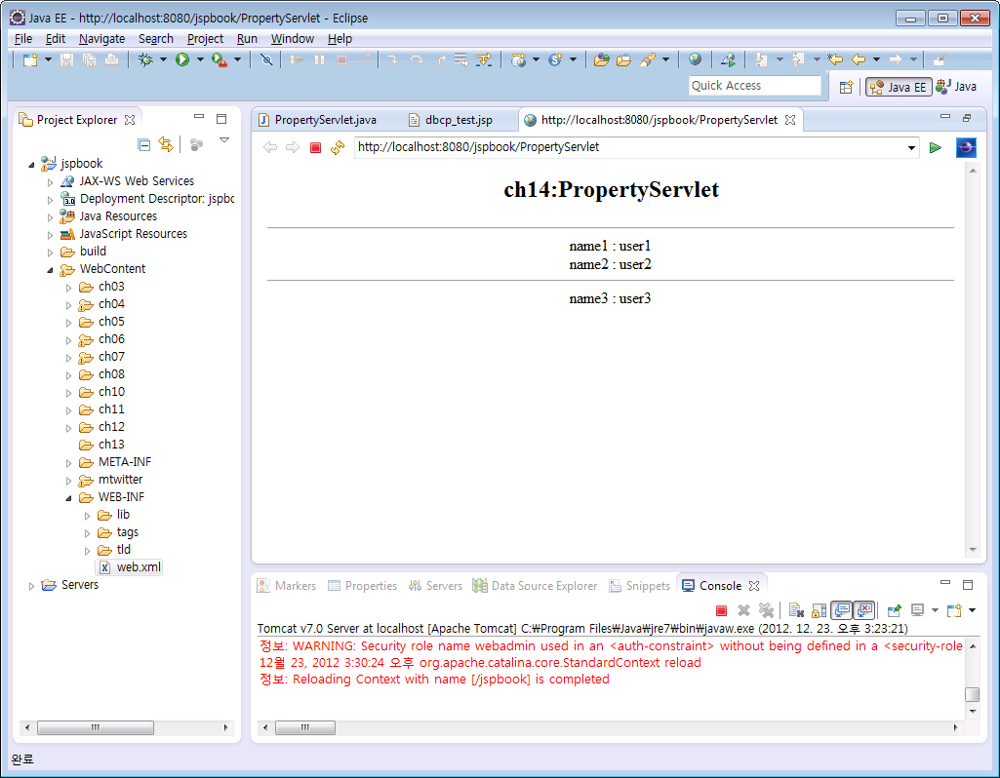 Java EE - http://localhost:8080/jspbook/PropertyServlet - Eclipse
File Edit Navigate Search Project Run Window Help
Quick Access
Java EE
Java
Project Explorer
jspbook
JAX-WS Web Services
3.0 Deployment Descriptor: jspbo
Java Resources
JavaScript Resources
build
WebContent
ch03
ch04
ch05
ch06
ch07
ch08
ch10
ch11
ch12
ch13
META-INF
mtwitter
WEB-INF
lib
tags
tld
web.xml
Servers
PropertyServlet.java
dbcp_test.jsp
http://localhost:8080/jspbook/PropertyServlet
http://localhost:8080/jspbook/PropertyServlet
ch14:PropertyServlet
name1 : user1
name2 : user2
name3 : user3
Markers Properties Servers Data Source Explorer Snippets Console
Tomcat v7.0 Server at localhost [Apache Tomcat] C:₩Program Files₩Java₩jre7₩bin₩javaw.exe (2012. 12. 23. 오후 3:23:21)
정보: WARNING: Security role name webadmin used in an <auth-constraint> without being defined in a <security-role
12월 23, 2012 3:30:24 오후 org.apache.catalina.core.StandardContext reload
정보: Reloading Context with name [/jspbook] is completed
완료